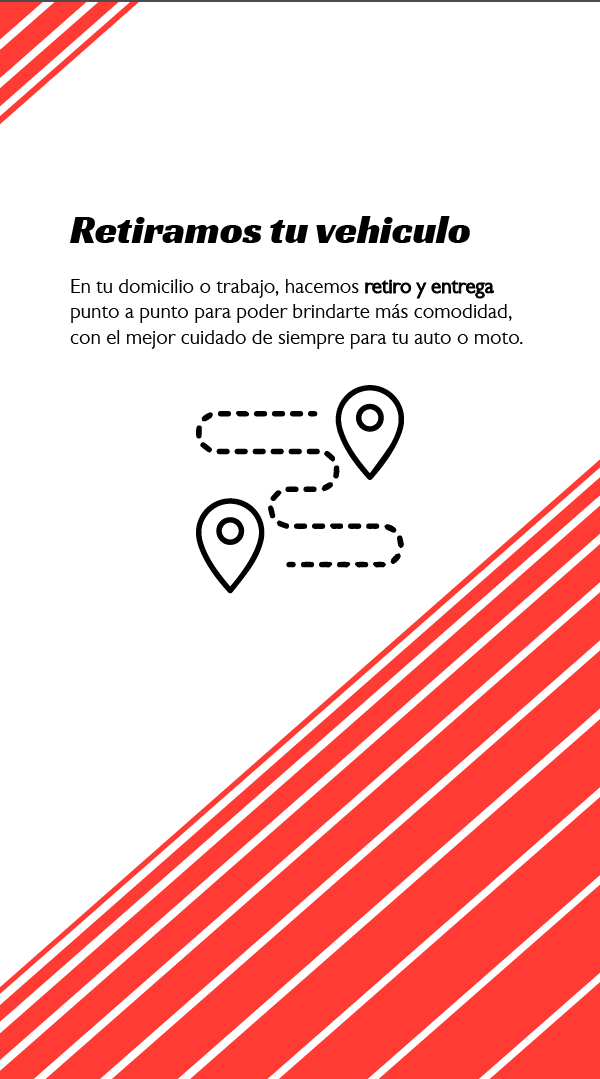 Retiramos tu vehiculo
En tu domicilio o trabajo, hacemos retiro y entrega
punto a punto para poder brindarte más comodidad,
con el mejor cuidado de siempre para tu auto o moto.